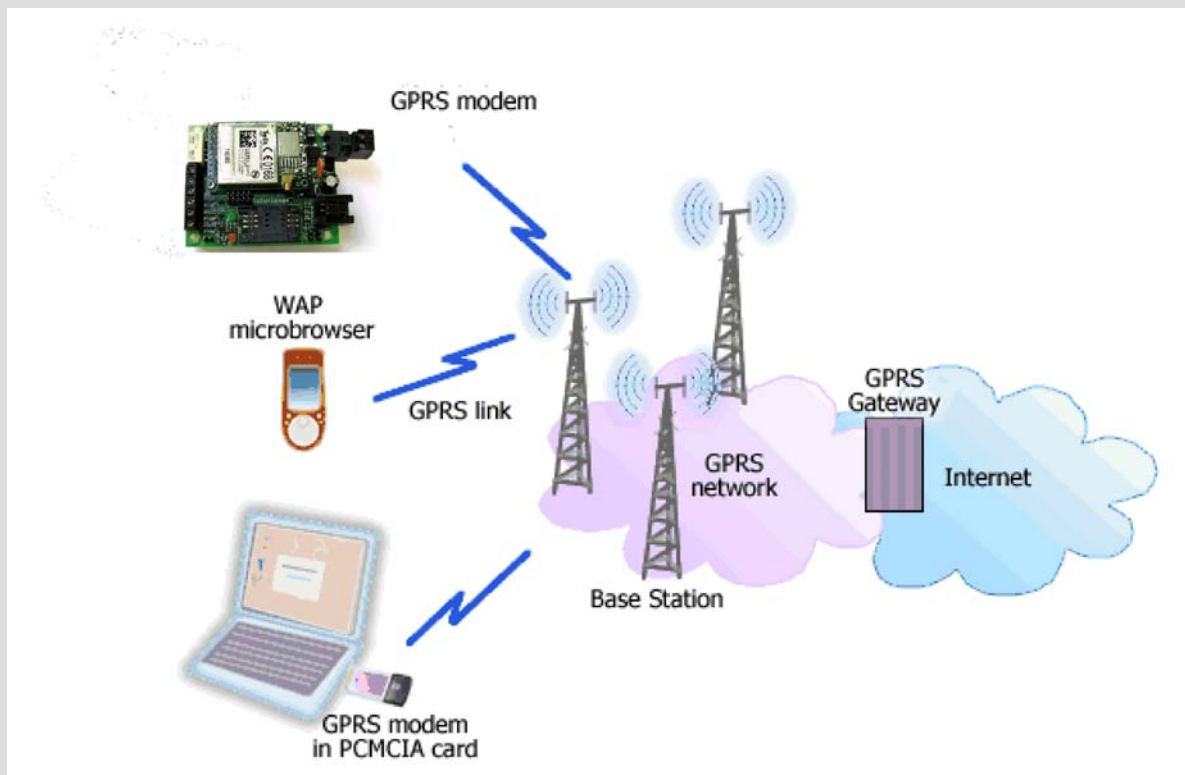 GPRS modem
WAP
microbrowser
GPRS link
GPRS
Gateway
GPRS
network
Internet
Base Station
GPRS modem
in PCMCIA card